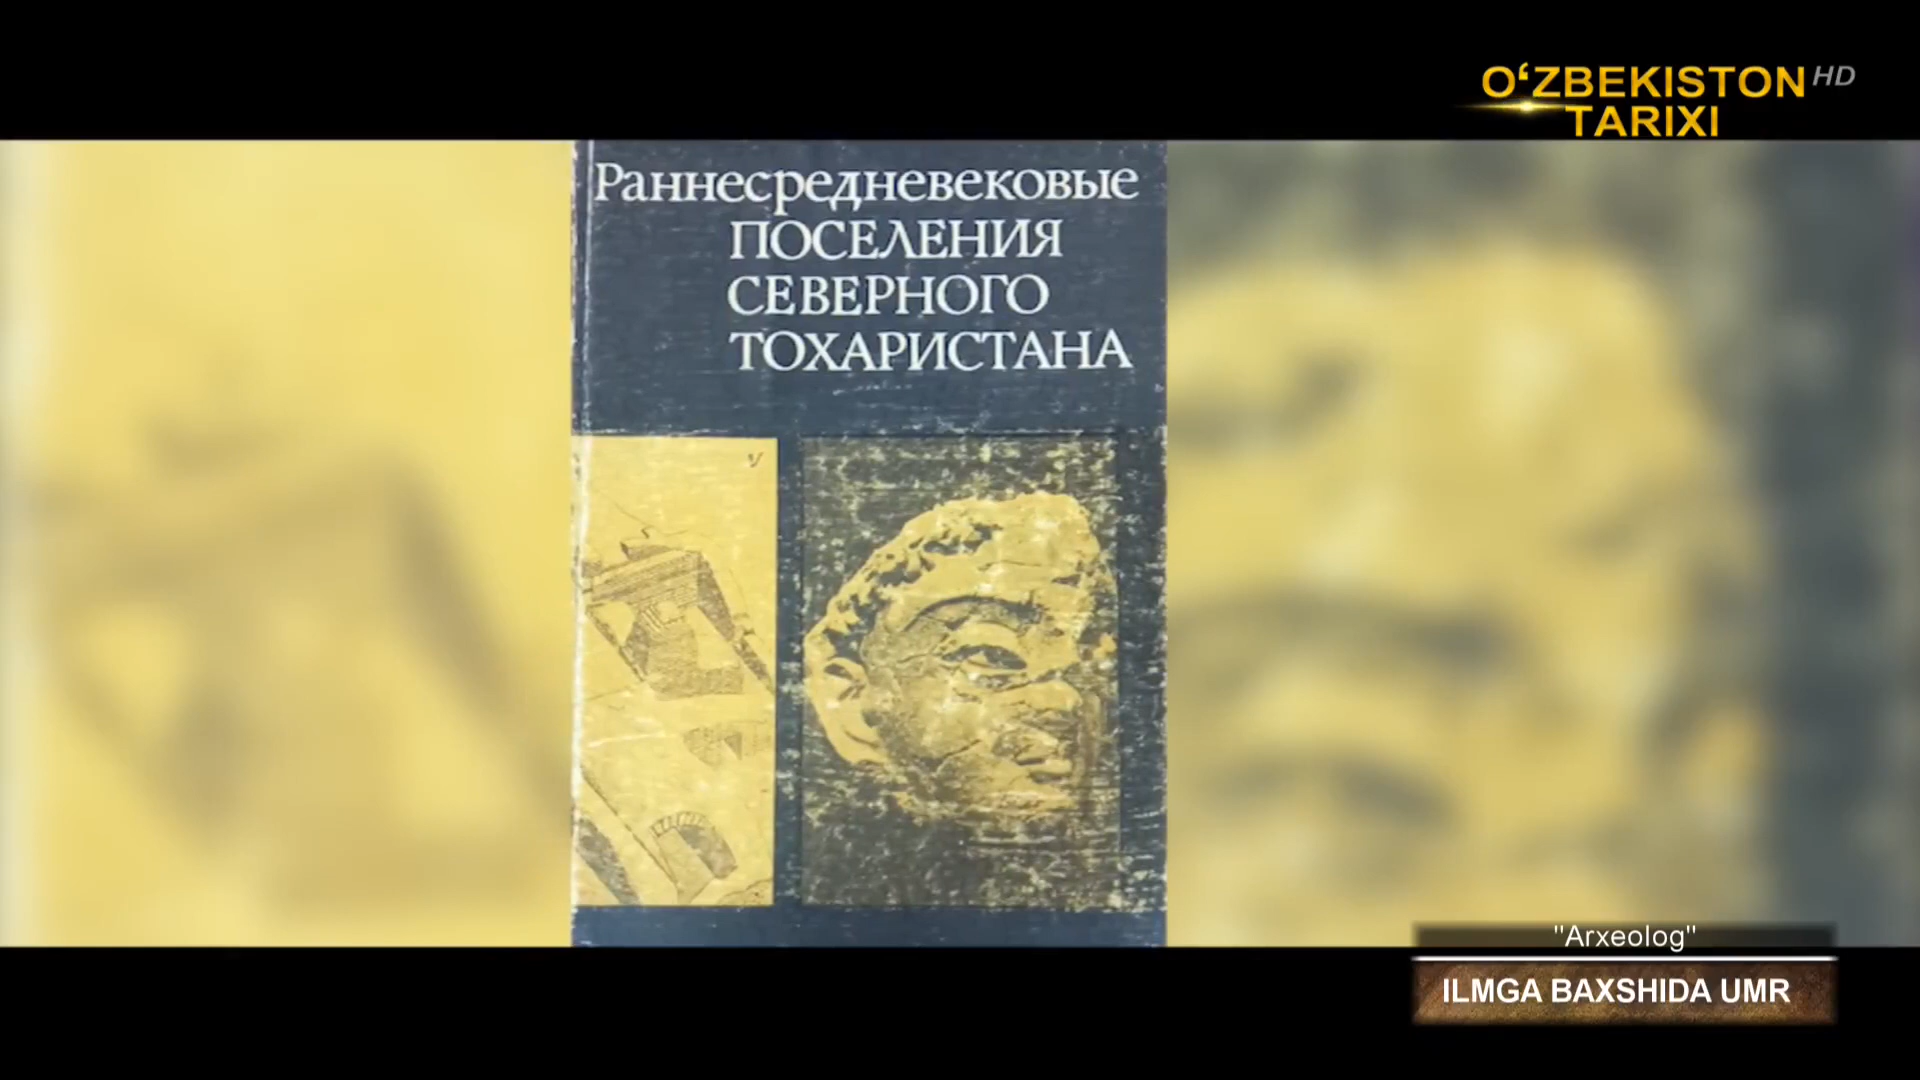 O‘ZBEKISTON HD
TARIXI
Раннесредневековые
ПОСЕЛЕНИЯ
СЕВЕРНОГО
ТОХАРИСТАНА
"Arxeolog"
ILMGA BAXSHIDA UMR